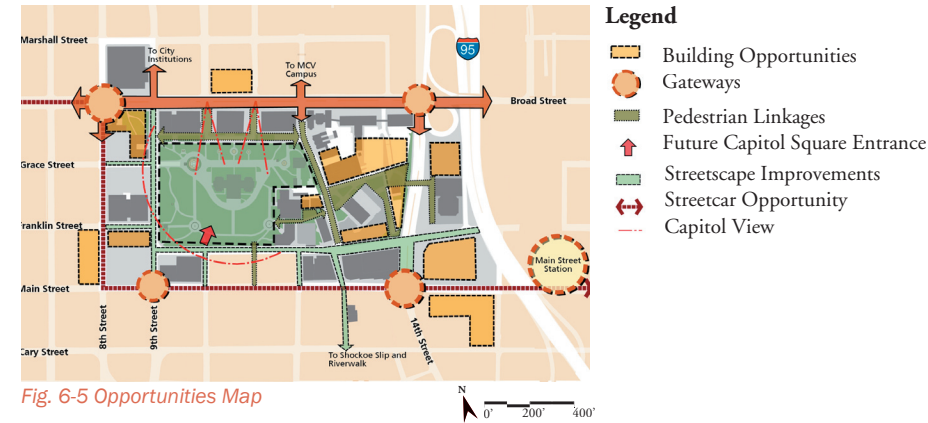 Marshall Street
To City
Institutions
To MCV
Campus
95
Broad Street
Grace Street
ranklin Street
Main Street
Main Street
Station
8th Street
9th Street
14th Street
Cary Street
To Shockoe Slip and
Riverwalk
Legend
Building Opportunities
Gateways
Pedestrian Linkages
Future Capitol Square Entrance
Streetscape Improvements
Streetcar Opportunity
Capitol View
Fig. 6-5 Opportunities Map
N
0' 200' 400'